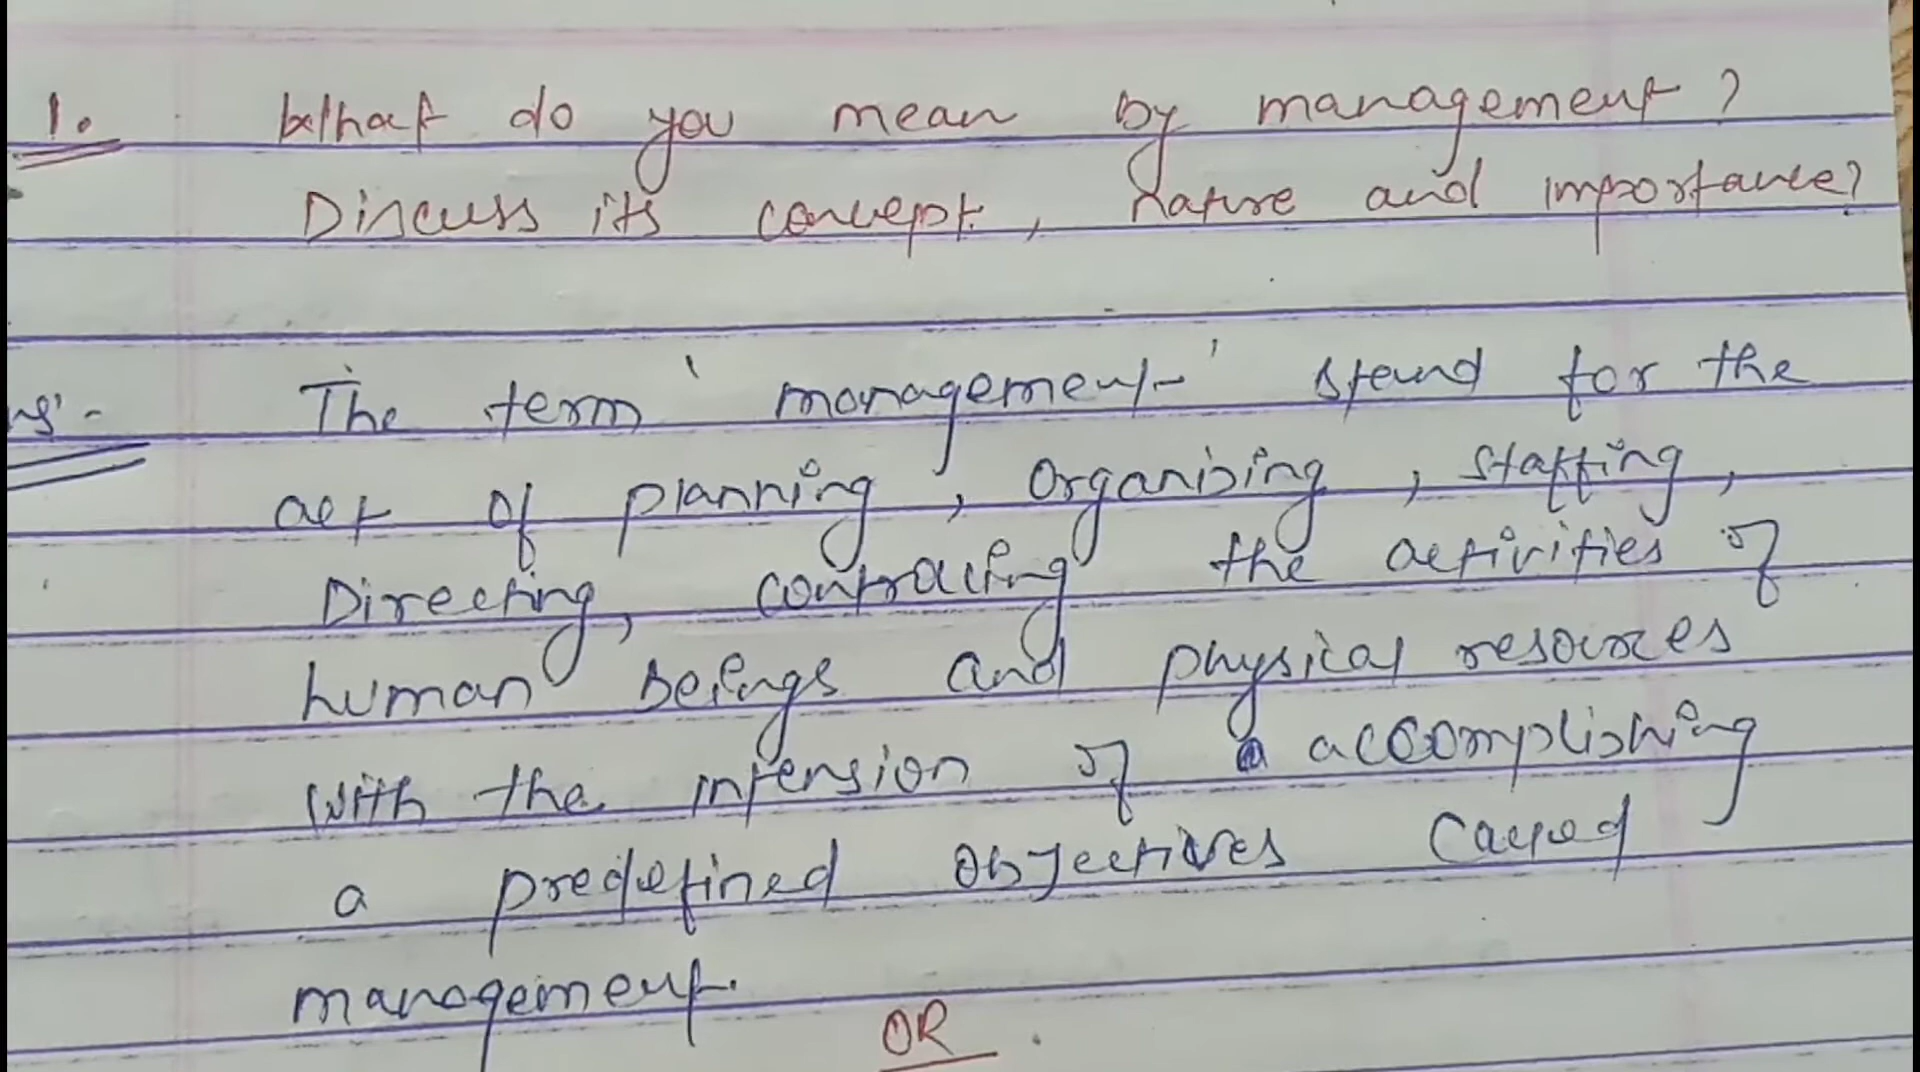 1. What do you mean by management ?
Discuss its concept, nature and importance?
The term 'management' stand for the
ns'-
act of planning, Organising, staffing,
Directing, controlling the activities of
human beings and physical resources
with the intension of accomplishing
a predefined Objectives called
management.
OR